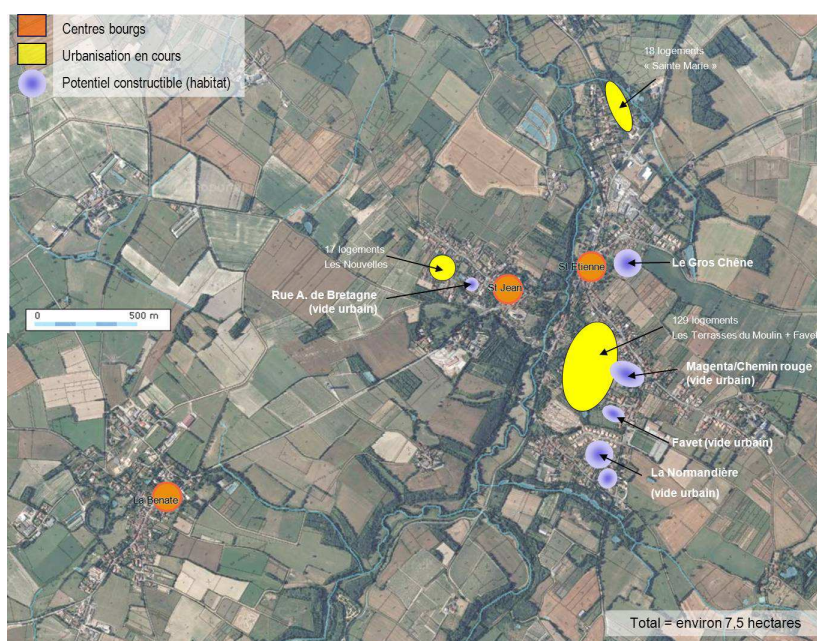 Centres bourgs
Urbanisation en cours
Potentiel constructible (habitat)
18 logements
« Sainte Marie »
17 logements
Les Nouvelles
St Etienne
Le Gros Chêne
St Jean
Rue A. de Bretagne
(vide urbain)
0 500 m
129 logements
Les Terrasses du Moulin + Favet
Magenta/Chemin rouge
(vide urbain)
Favet (vide urbain)
La Normandière
(vide urbain)
La Benate
Total = environ 7,5 hectares